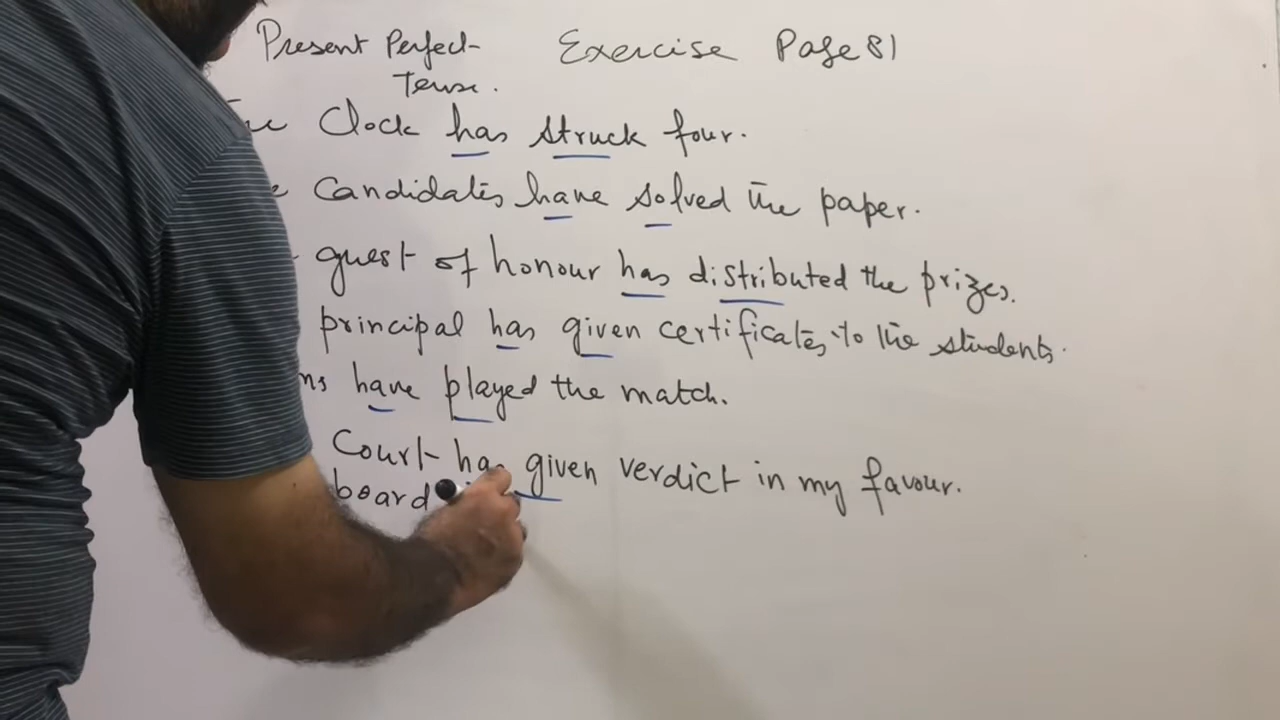 Present Perfect Exercise Page 81
Tense.
Clock has struck four.
candidates have solved the paper.
guest of honour has distributed the prizes.
principal has given certificates to the students.
have played the match.
Court has given verdict in my favour.
board